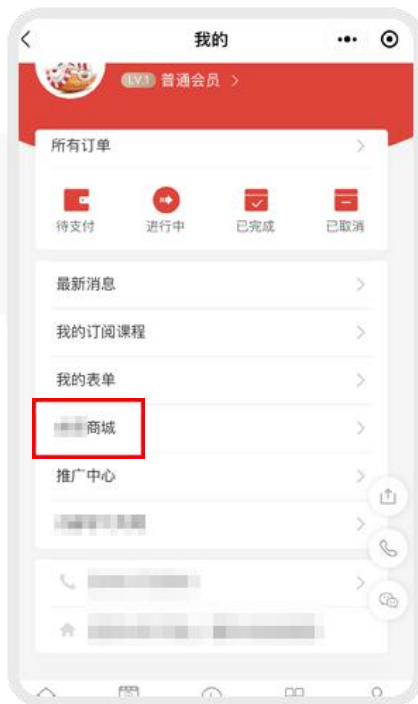 我的
LV.1 普通会员
所有订单
待支付 进行中 已完成 已取消
最新消息
我的订阅课程
我的表单
商城
推广中心